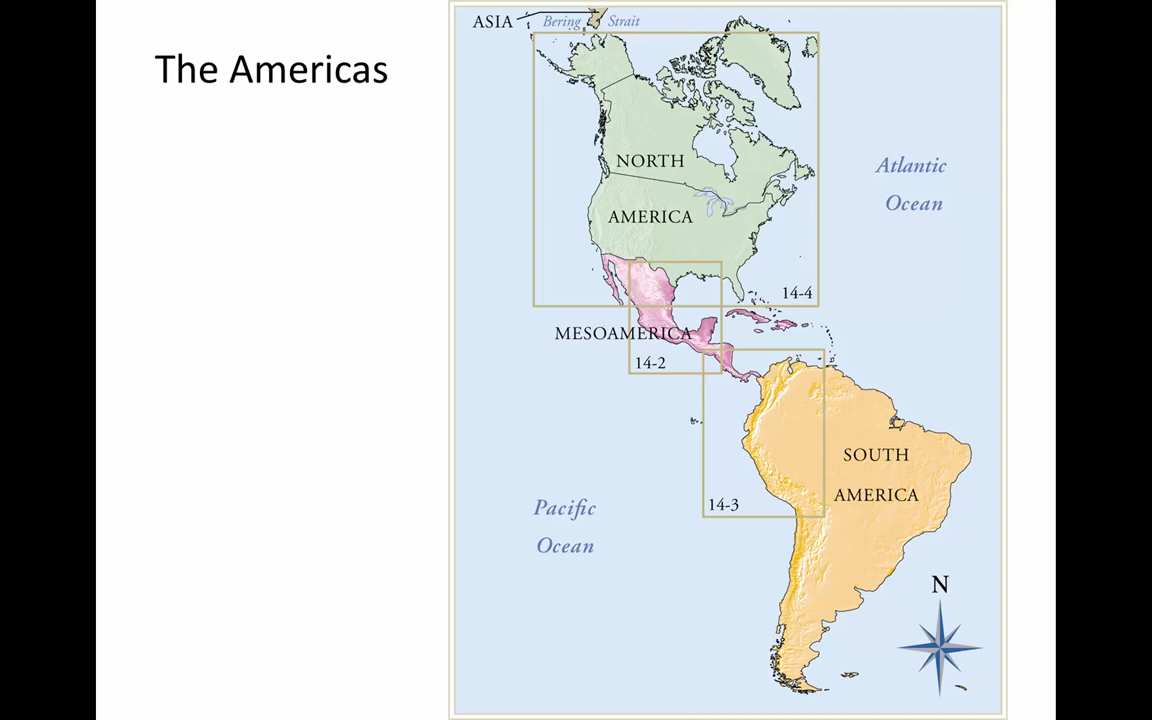 The Americas
ASIA
Bering Strait
NORTH
AMERICA
Atlantic
Ocean
14-4
MESOAMERICA
14-2
SOUTH
AMERICA
14-3
Pacific
Ocean
N